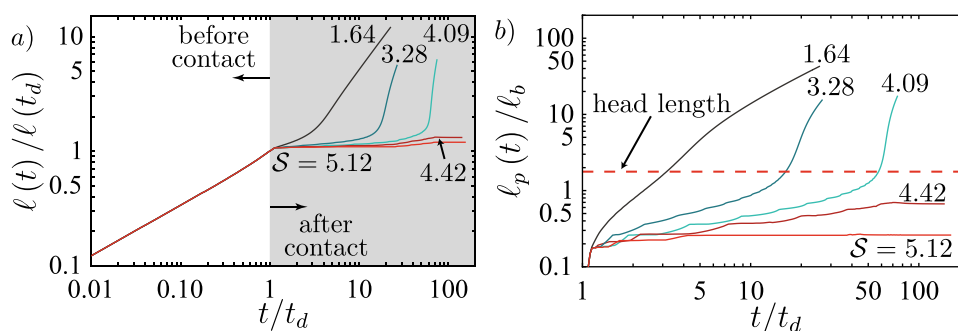 a)
ℓ(t)/ℓ(t_d)
10
5
1
0.5
0.1
before
contact
1.64
3.28
4.09
S = 5.12
4.42
after
contact
0.01
0.10
1
10
100
t/t_d
b)
ℓ_p(t)/ℓ_b
100
50
10
5
1
0.5
0.1
head length
1.64
3.28
4.09
4.42
S = 5.12
1
5
10
50
100
t/t_d